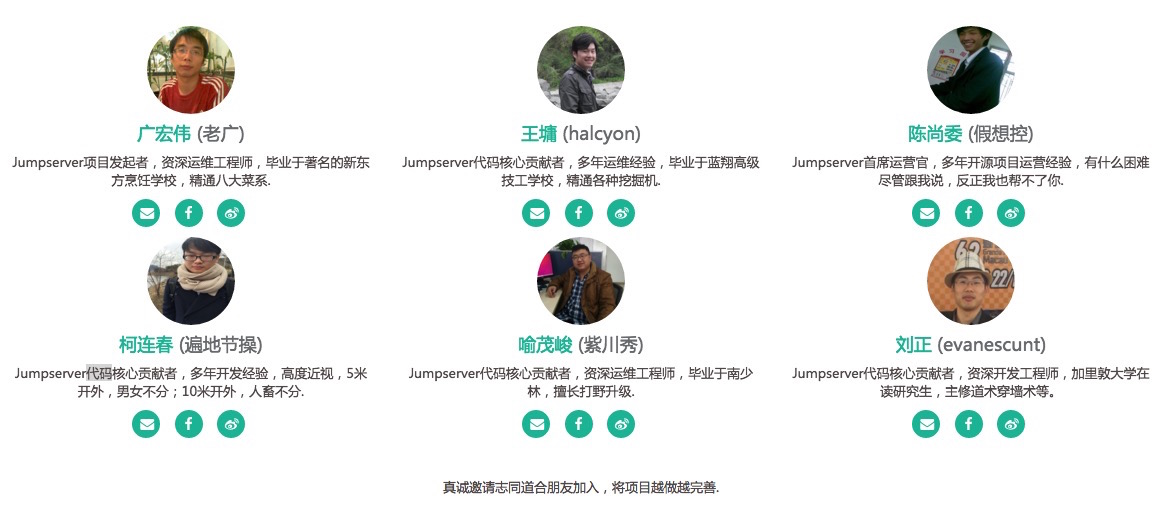 广宏伟 (老广)
王墉 (halcyon)
陈尚委 (假想控)
Jumpserver项目发起者，资深运维工程师，毕业于著名的新东
方烹饪学校，精通八大菜系.
Jumpserver代码核心贡献者，多年运维经验，毕业于蓝翔高级
技工学校，精通各种挖掘机.
Jumpserver首席运营官，多年开源项目运营经验，有什么困难
尽管跟我说，反正我也帮不了你.
62
22/
柯连春 (遍地节操)
喻茂峻 (紫川秀)
刘正 (evanescunt)
Jumpserver代码核心贡献者，多年开发经验，高度近视，5米
开外，男女不分；10米开外，人畜不分.
Jumpserver代码核心贡献者，资深运维工程师，毕业于南少
林，擅长打野升级.
Jumpserver代码核心贡献者，资深开发工程师，加里敦大学在
读研究生，主修道术穿墙术等。
真诚邀请志同道合朋友加入，将项目越做越完善.